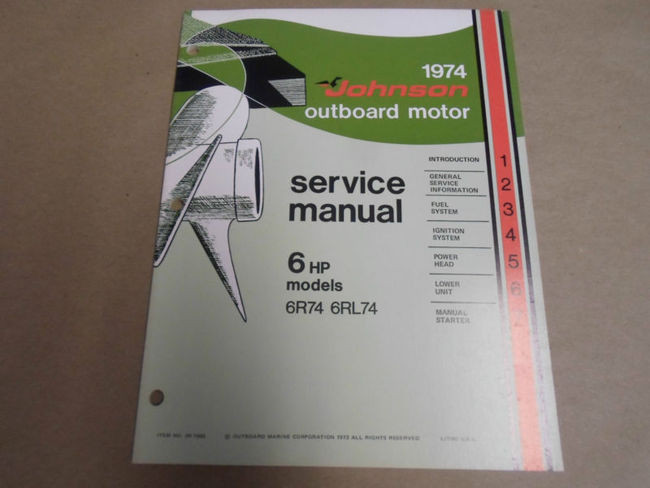 1974
Johnson
outboard motor
service
manual
6 HP
models
6R74 6RL74
INTRODUCTION 1
GENERAL
SERVICE
INFORMATION 2
FUEL
SYSTEM 3
IGNITION
SYSTEM 4
POWER
HEAD 5
LOWER
UNIT 6
MANUAL
STARTER
ITEM NO.
© OUTBOARD MARINE CORPORATION 1973 ALL RIGHTS RESERVED